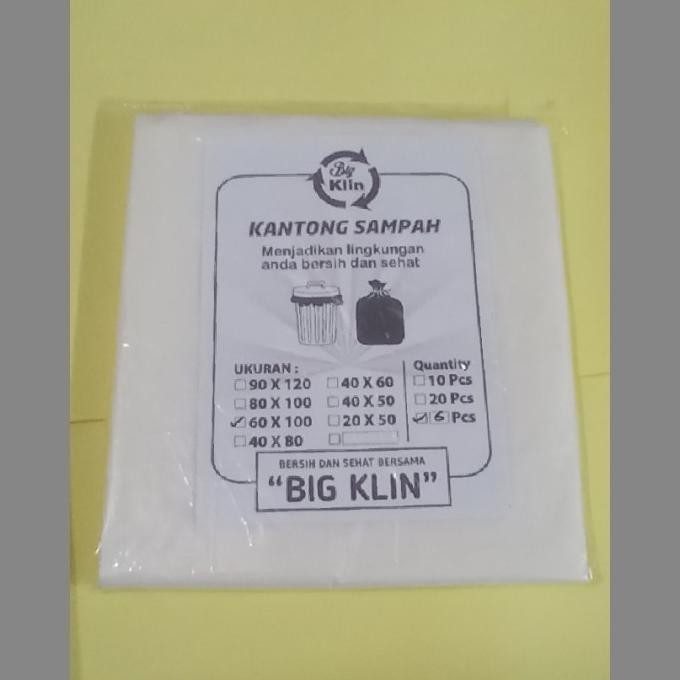 Big
Klin
KANTONG SAMPAH
Menjadikan lingkungan
anda bersih dan sehat
UKURAN :
90 X 120
80 X 100
60 X 100
40 X 80
40 X 60
40 X 50
20 X 50
Quantity
10 Pcs
20 Pcs
6 Pcs
BERSIH DAN SEHAT BERSAMA
“BIG KLIN”